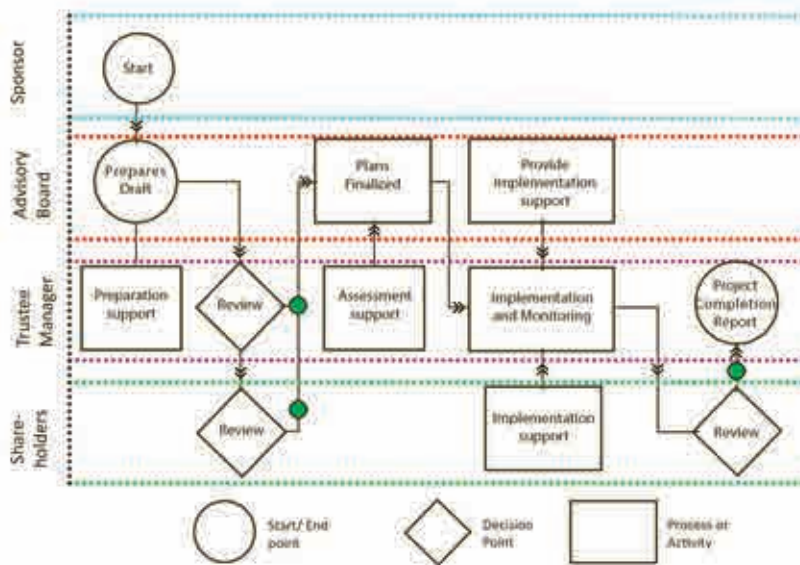 Sponsor
Start
Advisory
Board
Prepares
Draft
Plans
Finalized
Provide
Implementation
support
Trustee
Manager
Preparation
support
Review
Assessment
support
Implementation
and Monitoring
Project
Completion
Report
Share-
holders
Review
Implementation
support
Review
Start/ End
point
Decision
Point
Process or
Activity